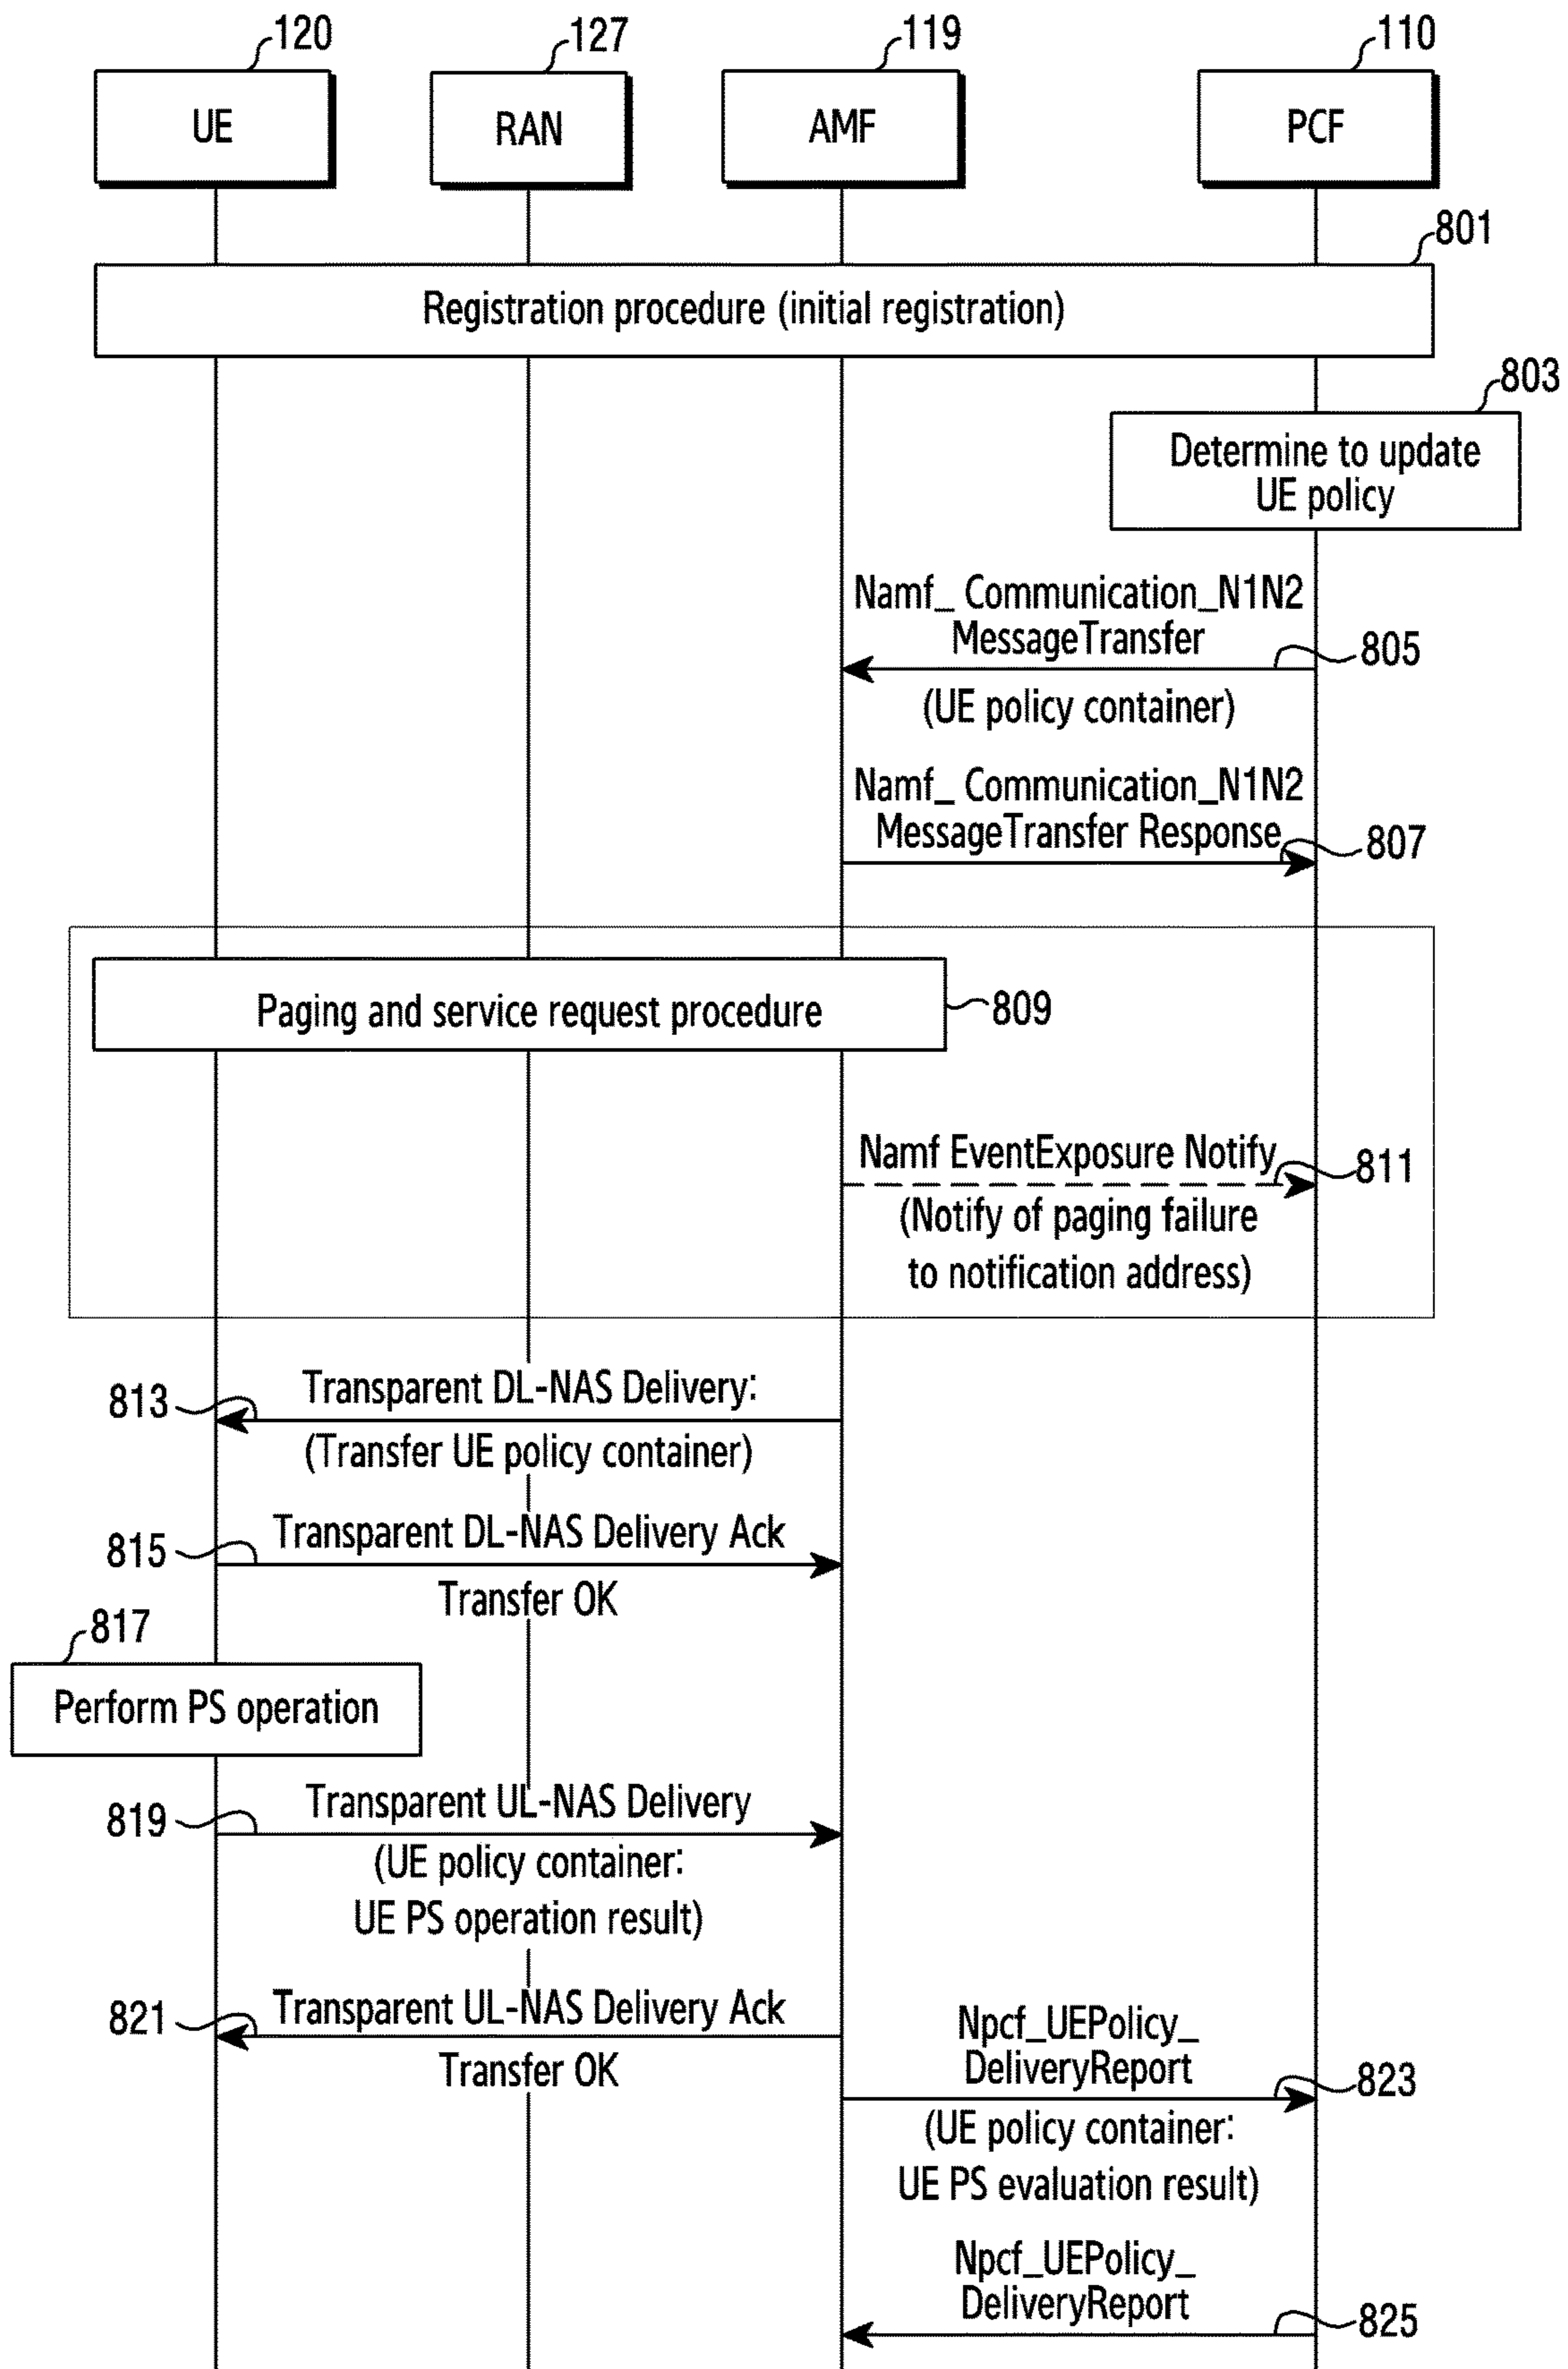 120
127
119
110
UE
RAN
AMF
PCF
801
Registration procedure (initial registration)
803
Determine to update
UE policy
Namf_ Communication_N1N2
MessageTransfer
805
(UE policy container)
Namf_ Communication_N1N2
MessageTransfer Response
807
Paging and service request procedure
809
Namf EventExposure Notify
811
(Notify of paging failure
to notification address)
Transparent DL-NAS Delivery:
813
(Transfer UE policy container)
Transparent DL-NAS Delivery Ack
815
Transfer OK
817
Perform PS operation
Transparent UL-NAS Delivery
819
(UE policy container:
UE PS operation result)
Transparent UL-NAS Delivery Ack
821
Transfer OK
Npcf_UEPolicy_
DeliveryReport
823
(UE policy container:
UE PS evaluation result)
Npcf_UEPolicy_
DeliveryReport
825